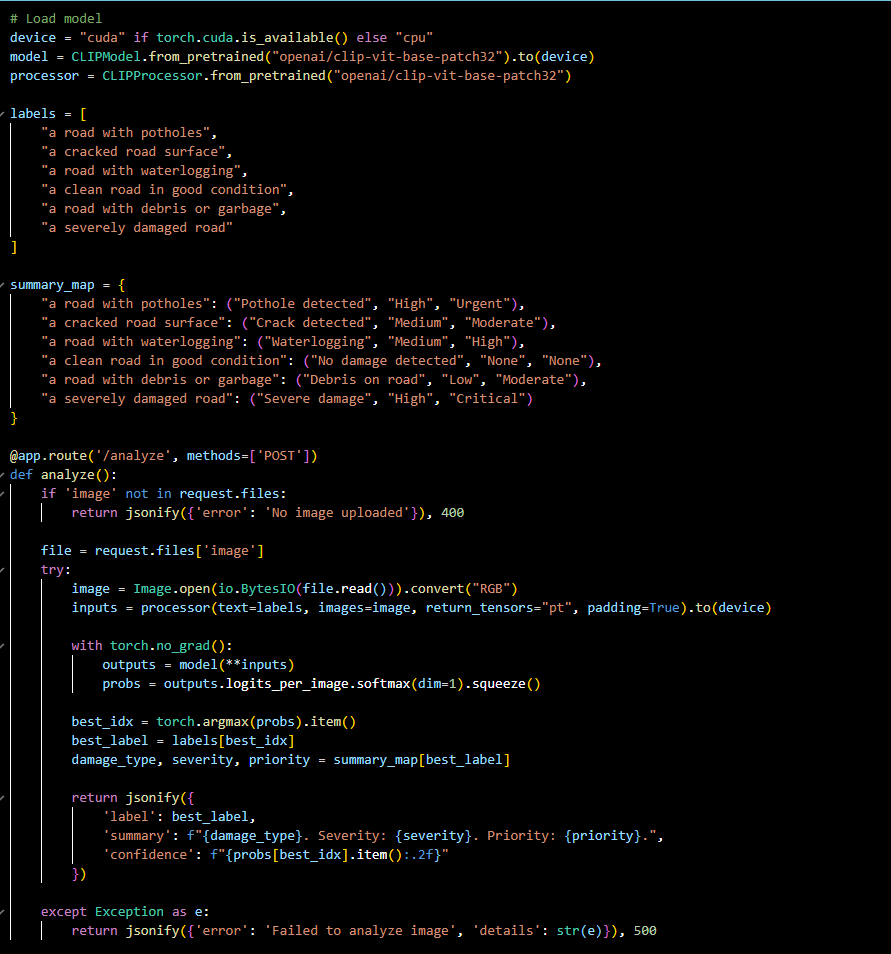 # Load model
device = "cuda" if torch.cuda.is_available() else "cpu"
model = CLIPModel.from_pretrained("openai/clip-vit-base-patch32").to(device)
processor = CLIPProcessor.from_pretrained("openai/clip-vit-base-patch32")

labels = [
    "a road with potholes",
    "a cracked road surface",
    "a road with waterlogging",
    "a clean road in good condition",
    "a road with debris or garbage",
    "a severely damaged road"
]

summary_map = {
    "a road with potholes": ("Pothole detected", "High", "Urgent"),
    "a cracked road surface": ("Crack detected", "Medium", "Moderate"),
    "a road with waterlogging": ("Waterlogging", "Medium", "High"),
    "a clean road in good condition": ("No damage detected", "None", "None"),
    "a road with debris or garbage": ("Debris on road", "Low", "Moderate"),
    "a severely damaged road": ("Severe damage", "High", "Critical")
}

@app.route('/analyze', methods=['POST'])
def analyze():
    if 'image' not in request.files:
        return jsonify({'error': 'No image uploaded'}), 400

    file = request.files['image']
    try:
        image = Image.open(io.BytesIO(file.read())).convert("RGB")
        inputs = processor(text=labels, images=image, return_tensors="pt", padding=True).to(device)

        with torch.no_grad():
            outputs = model(**inputs)
            probs = outputs.logits_per_image.softmax(dim=1).squeeze()

        best_idx = torch.argmax(probs).item()
        best_label = labels[best_idx]
        damage_type, severity, priority = summary_map[best_label]

        return jsonify({
            'label': best_label,
            'summary': f"{damage_type}. Severity: {severity}. Priority: {priority}.",
            'confidence': f"{probs[best_idx].item():.2f}"
        })

    except Exception as e:
        return jsonify({'error': 'Failed to analyze image', 'details': str(e)}), 500